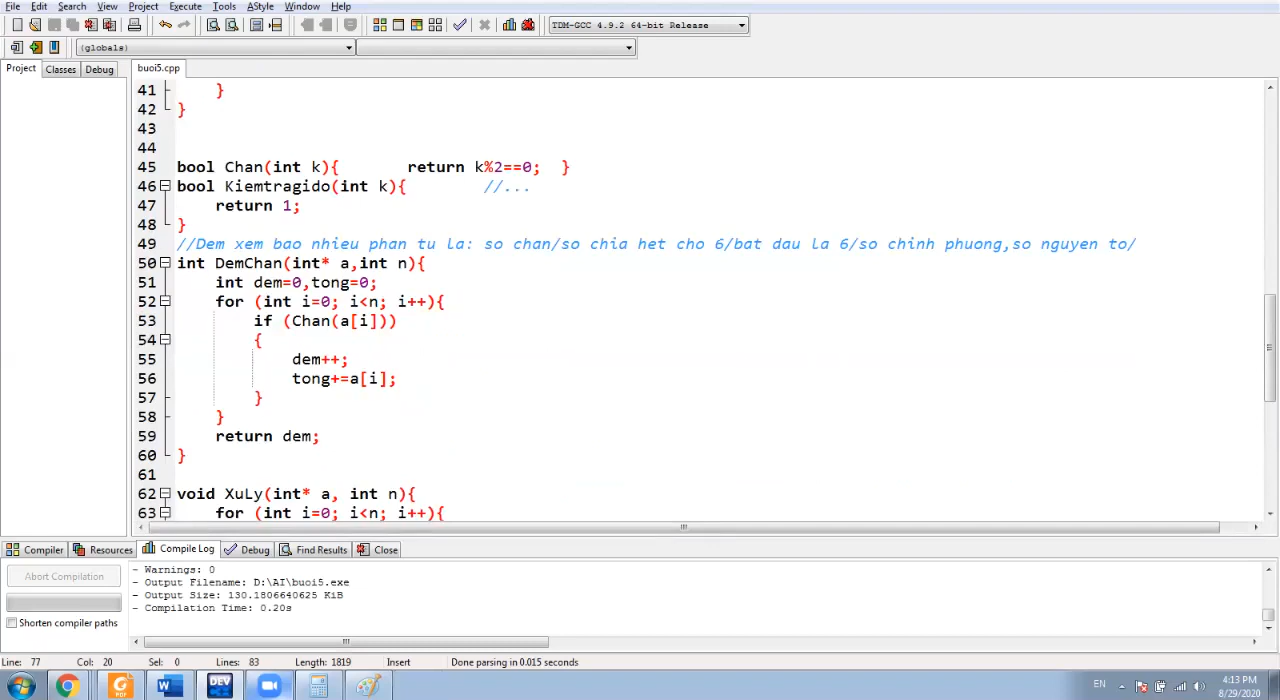 File Edit Search View Project Execute Tools AStyle Window Help
TDM-GCC 4.9.2 64-bit Release
(globals)
Project Classes Debug
buoi5.cpp
41 }
42 }
43
44
45 bool Chan(int k){ return k%2==0; }
46 bool Kiemtragido(int k){ //...
47 return 1;
48 }
49 //Dem xem bao nhieu phan tu la: so chan/so chia het cho 6/bat dau la 6/so chinh phuong,so nguyen to/
50 int DemChan(int* a,int n){
51 int dem=0,tong=0;
52 for (int i=0; i<n; i++){
53 if (Chan(a[i]))
54 {
55 dem++;
56 tong+=a[i];
57 }
58 }
59 return dem;
60 }
61
62 void XuLy(int* a, int n){
63 for (int i=0; i<n; i++){
Compiler Resources Compile Log Debug Find Results Close
Abort Compilation
Shorten compiler paths
- Warnings: 0
- Output Filename: D:\AI\buoi5.exe
- Output Size: 130.1806640625 KiB
- Compilation Time: 0.20s
Line: 77 Col: 20 Sel: 0 Lines: 83 Length: 1819 Insert Done parsing in 0.015 seconds
PDF
W
DEV
EN
4:13 PM
8/29/2020